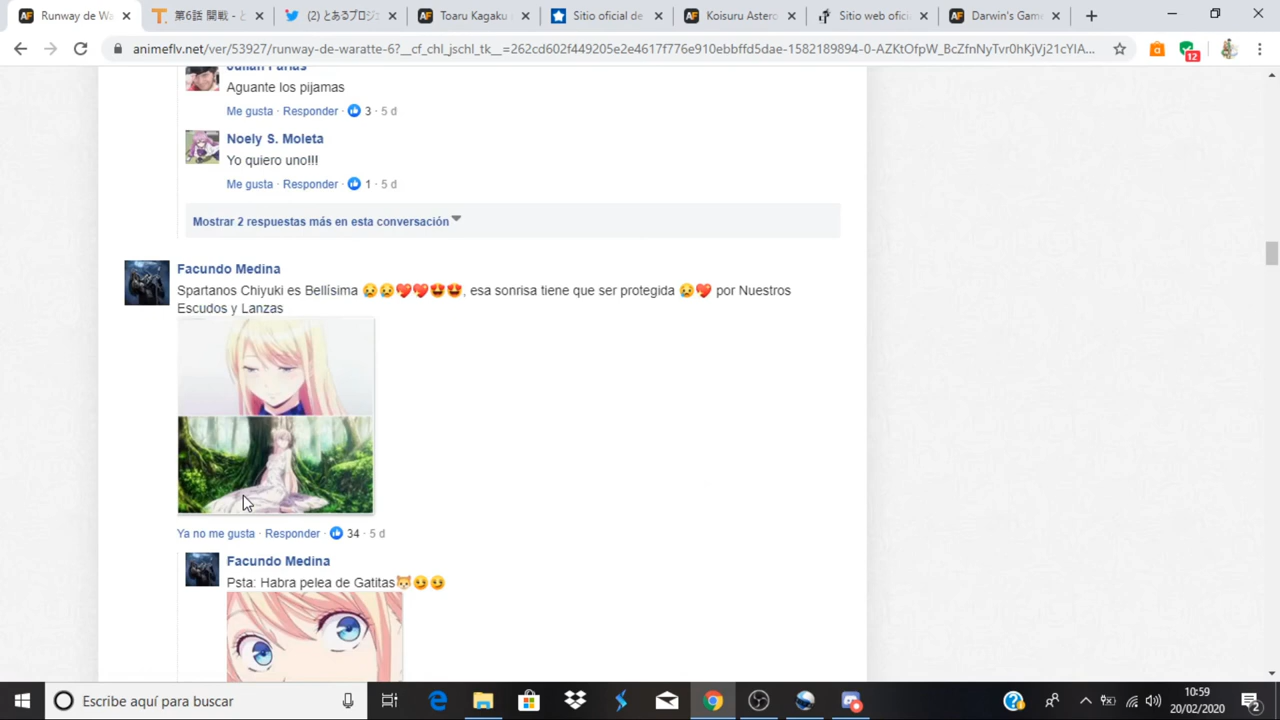 Runway de Wa
第6話 開戦 - と
(2) とあるプロジ
Toaru Kagaku
Sitio oficial de
Koisuru Astero
Sitio web ofici
Darwin's Game
animeflv.net/ver/53927/runway-de-waratte-6?__cf_chl_jschl_tk__=262cd602f449205e2e4617f776e910ebbffd5dae-1582189894-0-AZKtOfpW_BcZfnNyTvr0hKjVj21cYlA...
12
Julián Farías
Aguante los pijamas
Me gusta · Responder · 3 · 5 d
Noely S. Moleta
Yo quiero uno!!!
Me gusta · Responder · 1 · 5 d
Mostrar 2 respuestas más en esta conversación
Facundo Medina
Spartanos Chiyuki es Bellísima 😢😢💖💖🤩🤩, esa sonrisa tiene que ser protegida 😢💖 por Nuestros
Escudos y Lanzas
Ya no me gusta · Responder · 34 · 5 d
Facundo Medina
Psta: Habra pelea de Gatitas🐱😏😏
Escribe aquí para buscar
10:59
20/02/2020
2